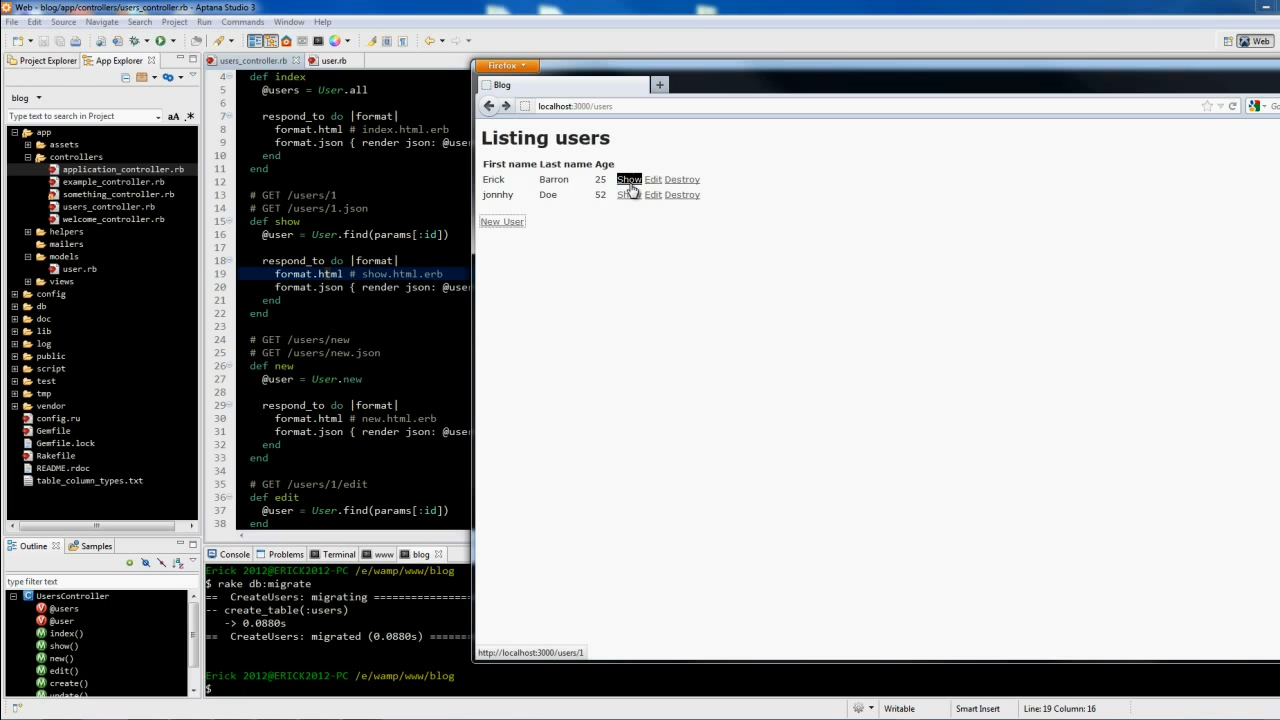 Web - blog/app/controllers/users_controller.rb - Aptana Studio 3
File Edit Source Navigate Search Project Run Commands Window Help
Web
Project Explorer App Explorer
blog
Type text to search in Project aA .*
app
assets
controllers
application_controller.rb
example_controller.rb
something_controller.rb
users_controller.rb
welcome_controller.rb
helpers
mailers
models
user.rb
views
config
db
doc
lib
log
public
script
test
tmp
vendor
config.ru
Gemfile
Gemfile.lock
Rakefile
README.rdoc
table_column_types.txt
Outline Samples
type filter text
UsersController
@users
@user
index()
show()
new()
edit()
create()
update()
users_controller.rb user.rb
4 def index
5 @users = User.all
6
7 respond_to do |format|
8 format.html # index.html.erb
9 format.json { render json: @user
10 end
11 end
12
13 # GET /users/1
14 # GET /users/1.json
15 def show
16 @user = User.find(params[:id])
17
18 respond_to do |format|
19 format.html # show.html.erb
20 format.json { render json: @use
21 end
22 end
23
24 # GET /users/new
25 # GET /users/new.json
26 def new
27 @user = User.new
28
29 respond_to do |format|
30 format.html # new.html.erb
31 format.json { render json: @use
32 end
33 end
34
35 # GET /users/1/edit
36 def edit
37 @user = User.find(params[:id])
38 end
Console Problems Terminal www blog
Erick 2012@ERICK2012-PC /e/wamp/www/blog
$ rake db:migrate
== CreateUsers: migrating =================
-- create_table(:users)
-> 0.0880s
== CreateUsers: migrated (0.0880s) =======
Erick 2012@ERICK2012-PC /e/wamp/www/blog
$
Firefox
Blog
localhost:3000/users
Go
Listing users
First name Last name Age
Erick Barron 25 Show Edit Destroy
jonnhy Doe 52 Show Edit Destroy
New User
http://localhost:3000/users/1
Writable Smart Insert Line: 19 Column: 16